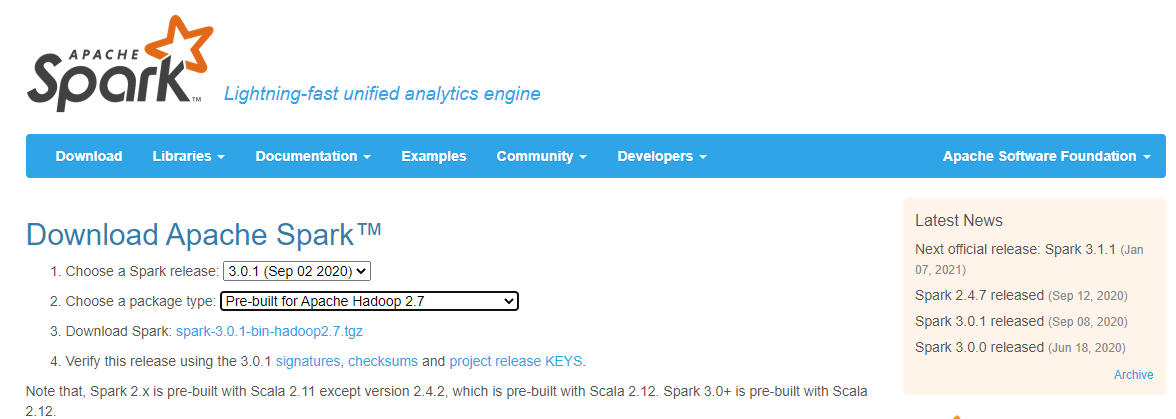 APACHE
Spark™
Lightning-fast unified analytics engine
Download Libraries Documentation Examples Community Developers Apache Software Foundation
Download Apache Spark™
1. Choose a Spark release: 3.0.1 (Sep 02 2020)
2. Choose a package type: Pre-built for Apache Hadoop 2.7
3. Download Spark: spark-3.0.1-bin-hadoop2.7.tgz
4. Verify this release using the 3.0.1 signatures, checksums and project release KEYS.
Note that, Spark 2.x is pre-built with Scala 2.11 except version 2.4.2, which is pre-built with Scala 2.12. Spark 3.0+ is pre-built with Scala
2.12.
Latest News
Next official release: Spark 3.1.1 (Jan
07, 2021)
Spark 2.4.7 released (Sep 12, 2020)
Spark 3.0.1 released (Sep 08, 2020)
Spark 3.0.0 released (Jun 18, 2020)
Archive